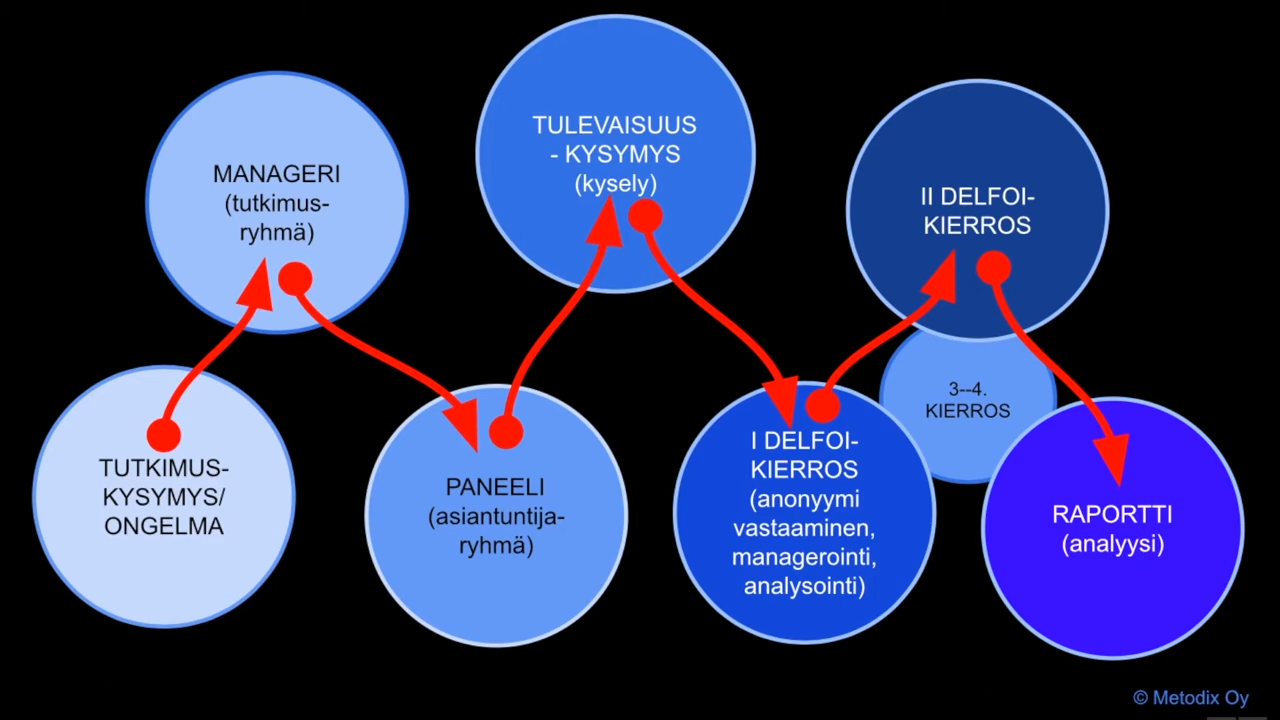 TUTKIMUS-
KYSYMYS/
ONGELMA
MANAGERI
(tutkimus-
ryhmä)
PANEELI
(asiantuntija-
ryhmä)
TULEVAISUUS
- KYSYMYS
(kysely)
I DELFOI-
KIERROS
(anonyymi
vastaaminen,
managerointi,
analysointi)
II DELFOI-
KIERROS
3--4.
KIERROS
RAPORTTI
(analyysi)
© Metodix Oy